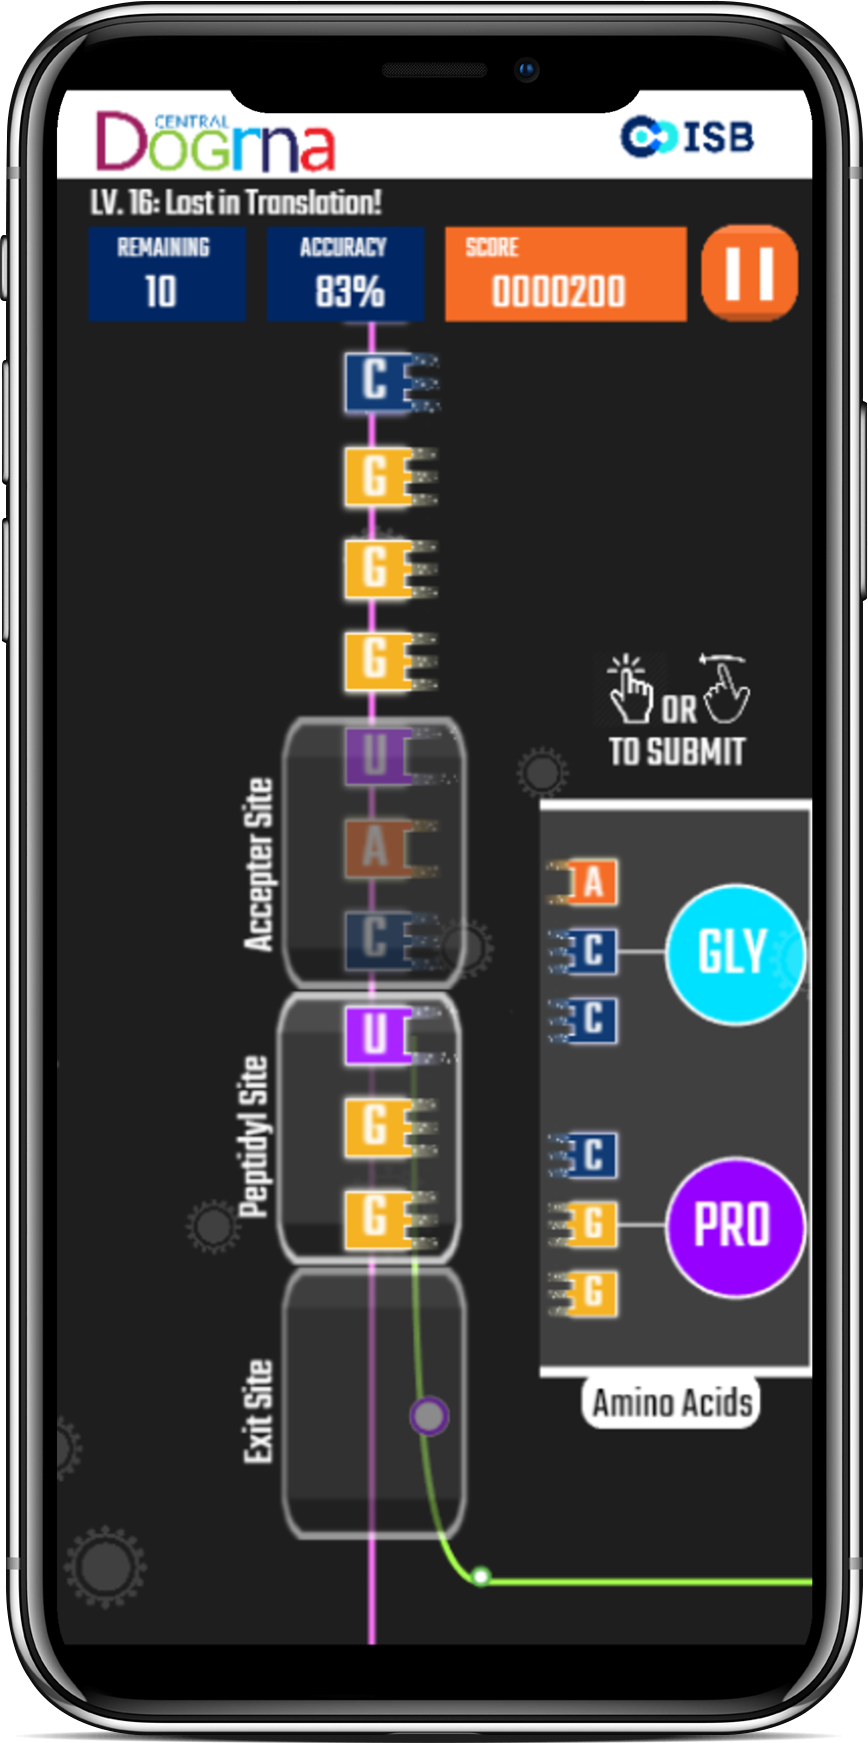 CENTRAL
DOGrna
ISB
LV. 16: Lost in Translation!
REMAINING
10
ACCURACY
83%
SCORE
0000200
C
G
G
G
Accepter Site
U
A
C
Peptidyl Site
U
G
G
Exit Site
OR
TO SUBMIT
A
C
C
GLY
C
G
G
PRO
Amino Acids